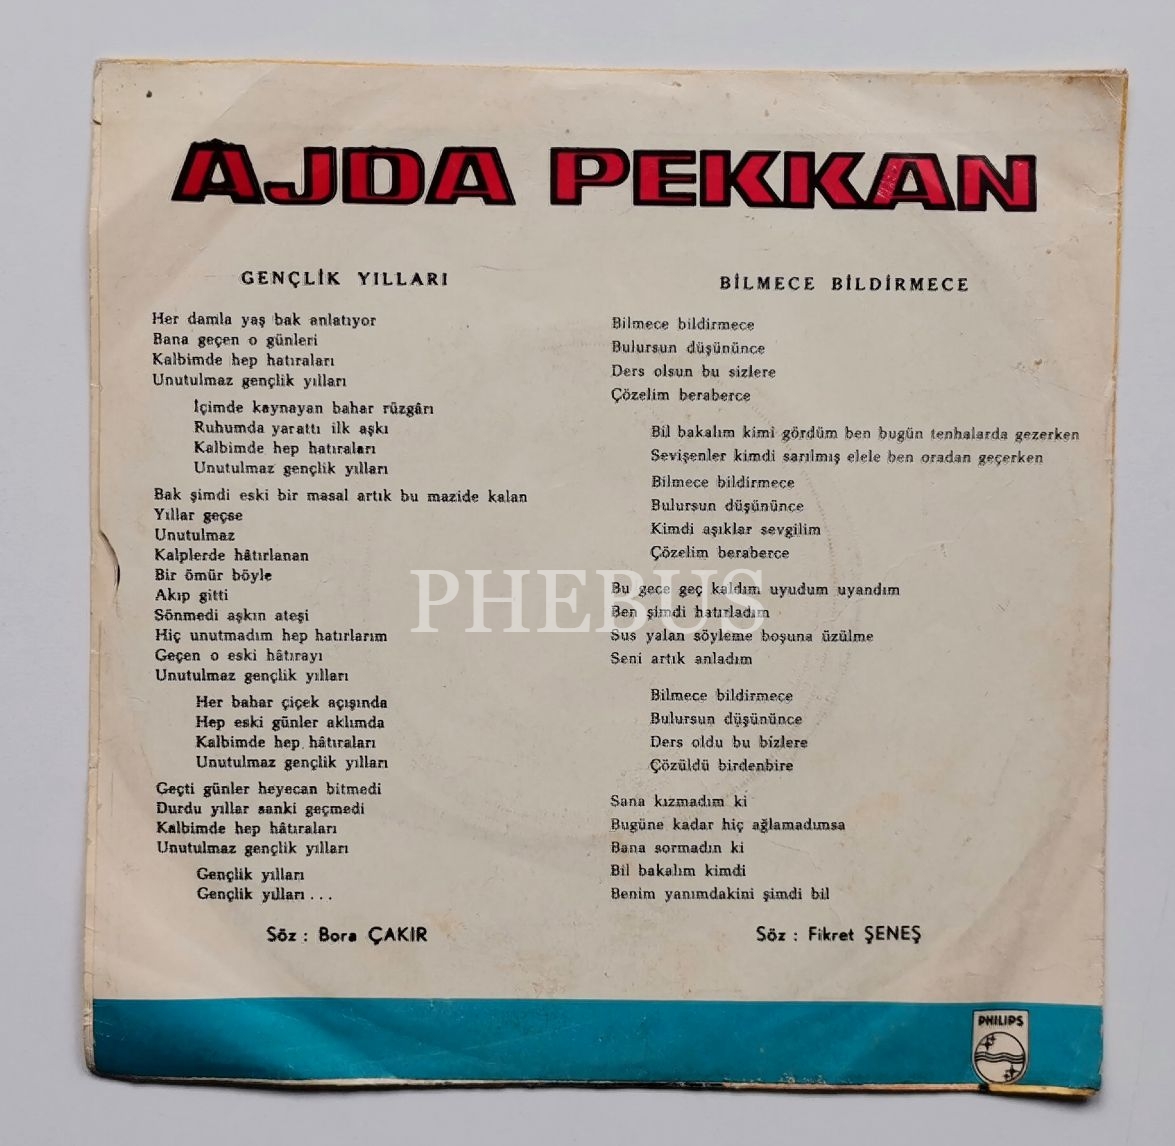 AJDA PEKKAN
GENÇLİK YILLARI
Her damla yaş bak anlatıyor
Bana geçen o günleri
Kalbimde hep hatıraları
Unutulmaz gençlik yılları
İçimde kaynayan bahar rüzgârı
Ruhumda yarattı ilk aşkı
Kalbimde hep hatıraları
Unutulmaz gençlik yılları
Bak şimdi eski bir masal artık bu mazide kalan
Yıllar geçse
Unutulmaz
Kalplerde hâtırlanan
Bir ömür böyle
Akıp gitti
Sönmedi aşkın ateşi
Hiç unutmadım hep hatırlarım
Geçen o eski hâtırayı
Unutulmaz gençlik yılları
Her bahar çiçek açışında
Hep eski günler aklımda
Kalbimde hep hâtıraları
Unutulmaz gençlik yılları
Geçti günler heyecan bitmedi
Durdu yıllar sanki geçmedi
Kalbimde hep hâtıraları
Unutulmaz gençlik yılları
Gençlik yılları
Gençlik yılları...
Söz : Bora ÇAKIR
BİLMECE BİLDİRMECE
Bilmece bildirmece
Bulursun düşününce
Ders olsun bu sizlere
Çözelim beraberce
Bil bakalım kimi gördüm ben bugün tenhalarda gezerken
Sevişenler kimdi sarılmış elele ben oradan geçerken
Bilmece bildirmece
Bulursun düşününce
Kimdi aşıklar sevgilim
Çözelim beraberce
Bu gece geç kaldım uyudum uyandım
Ben şimdi hatırladım
Sus yalan söyleme boşuna üzülme
Seni artık anladım
Bilmece bildirmece
Bulursun düşününce
Ders oldu bu bizlere
Çözüldü birdenbire
Sana kızmadım ki
Bugüne kadar hiç ağlamadımsa
Bana sormadın ki
Bil bakalım kimdi
Benim yanımdakini şimdi bil
Söz : Fikret ŞENEŞ
PHEBUS
PHILIPS